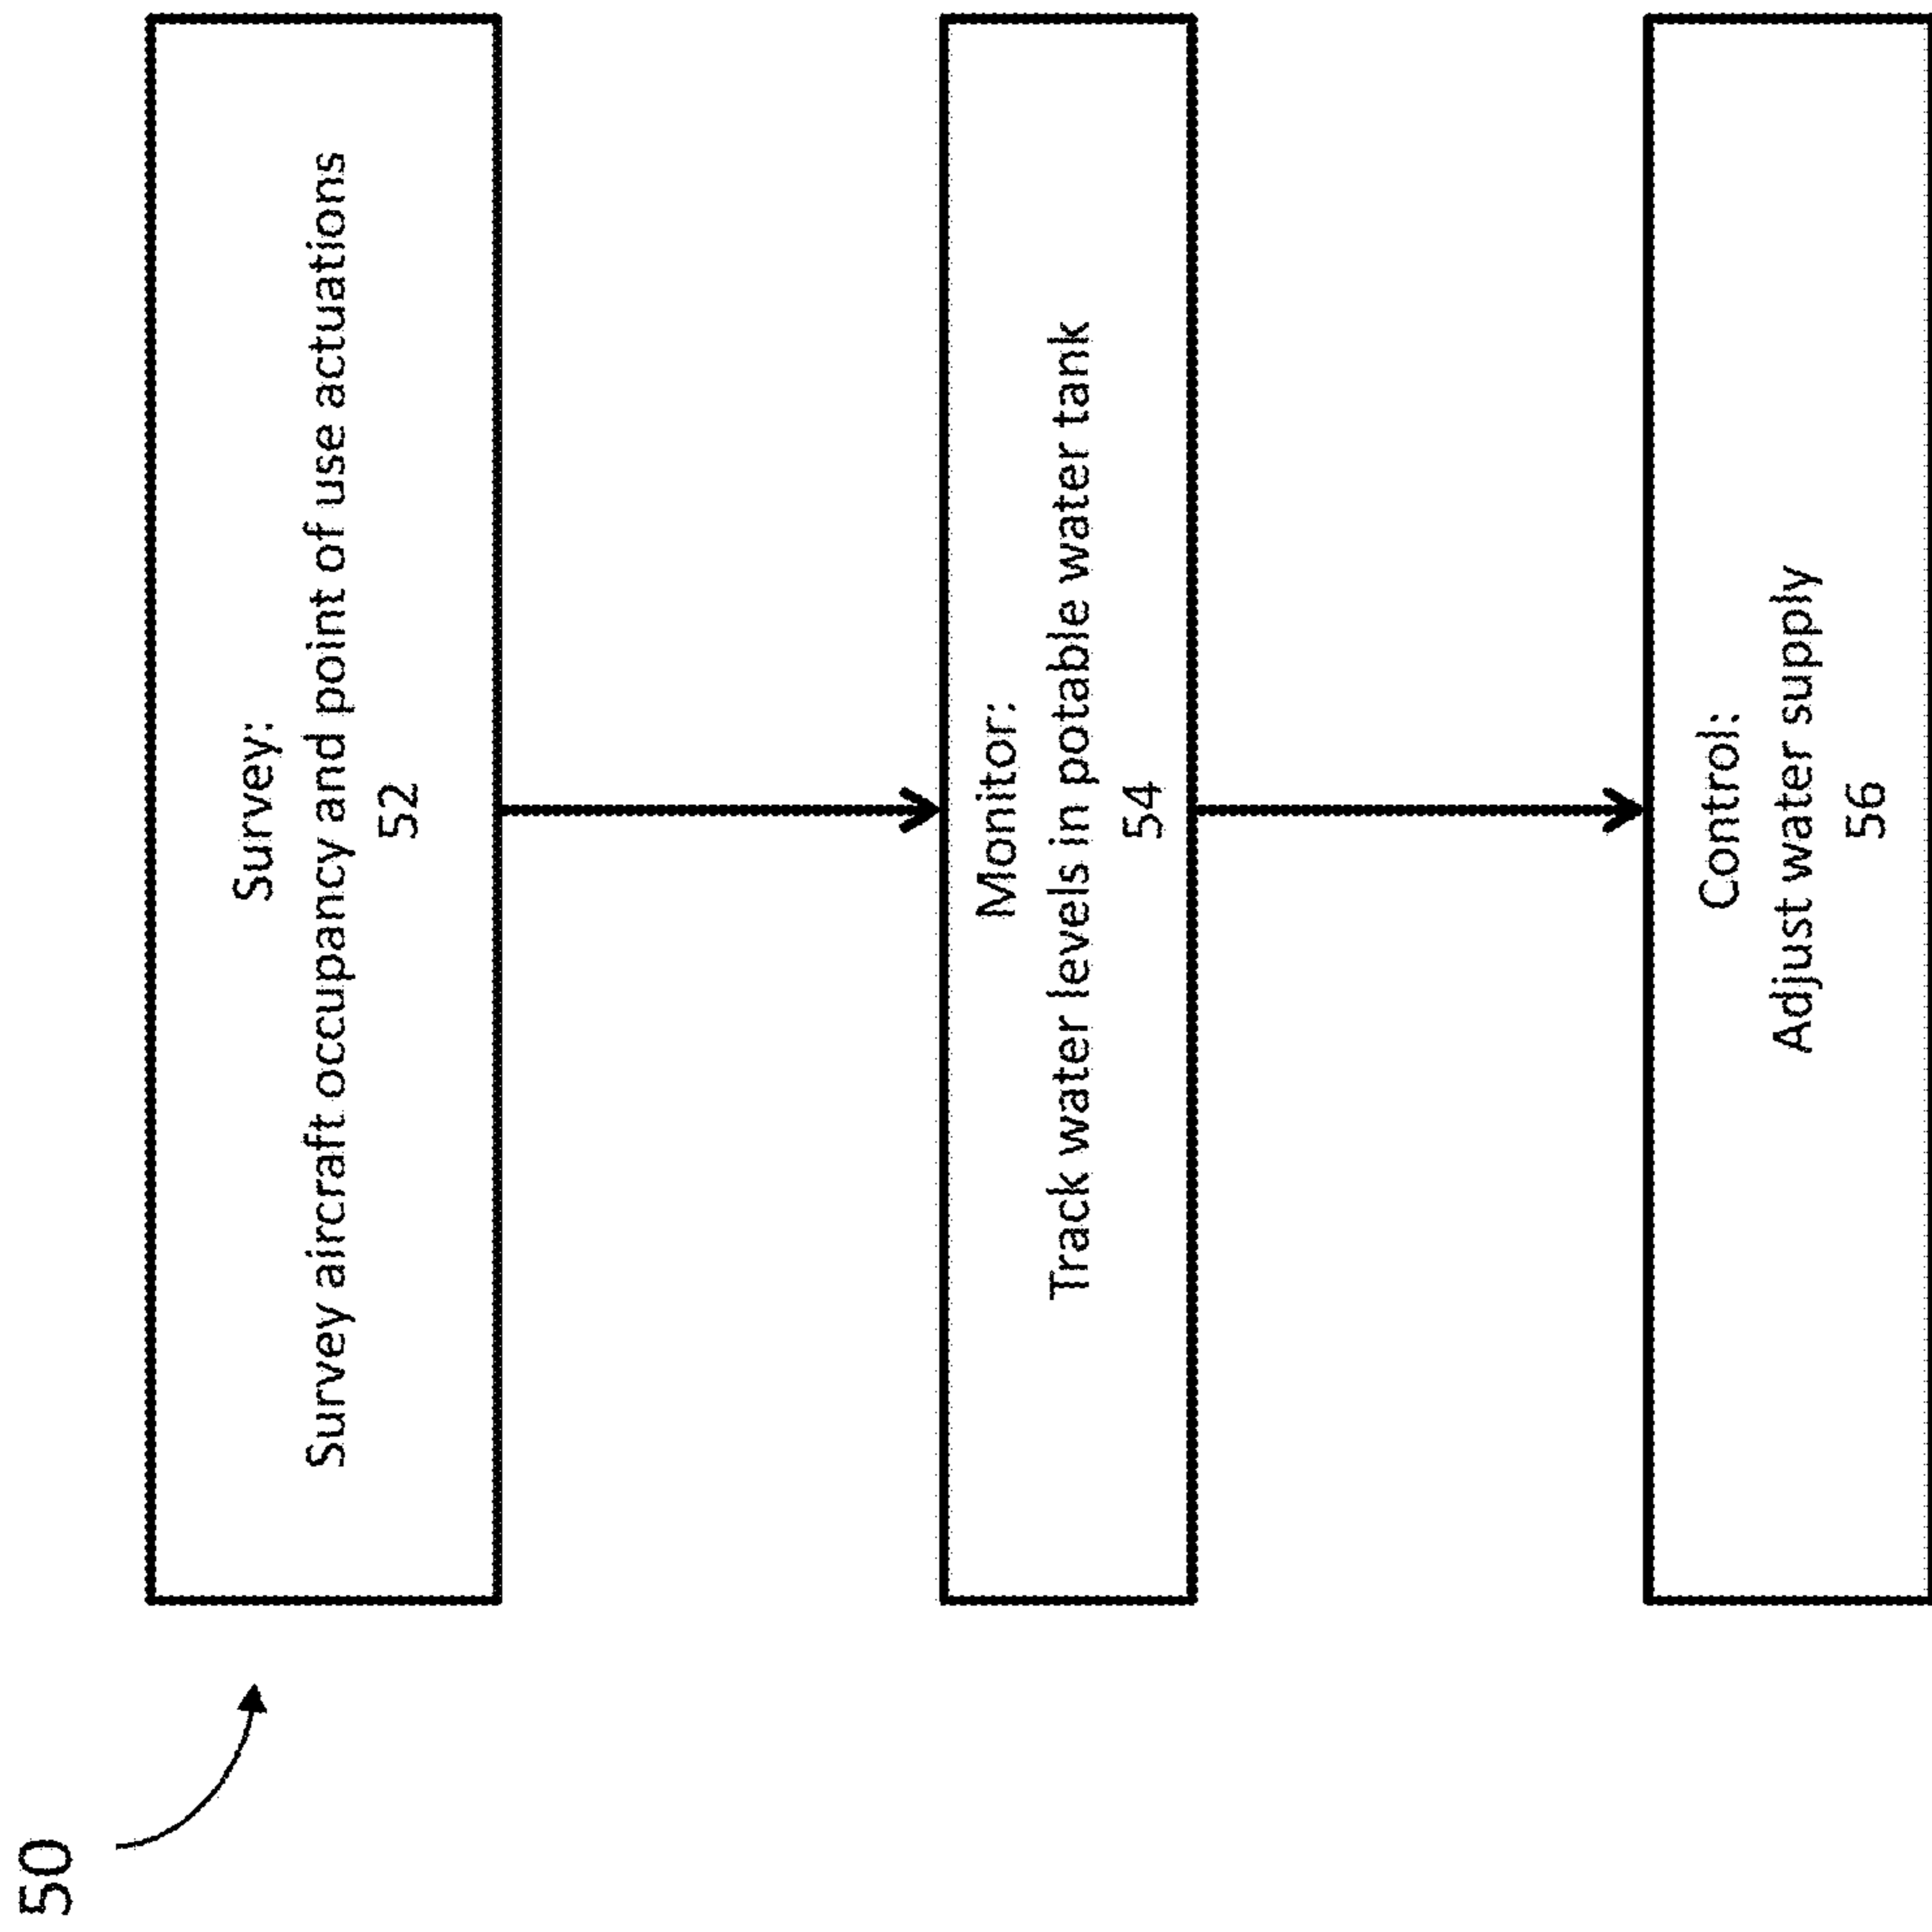 50
Survey:
Survey aircraft occupancy and point of use actuations
52
Monitor:
Track water levels in potable water tank
54
Control:
Adjust water supply
56